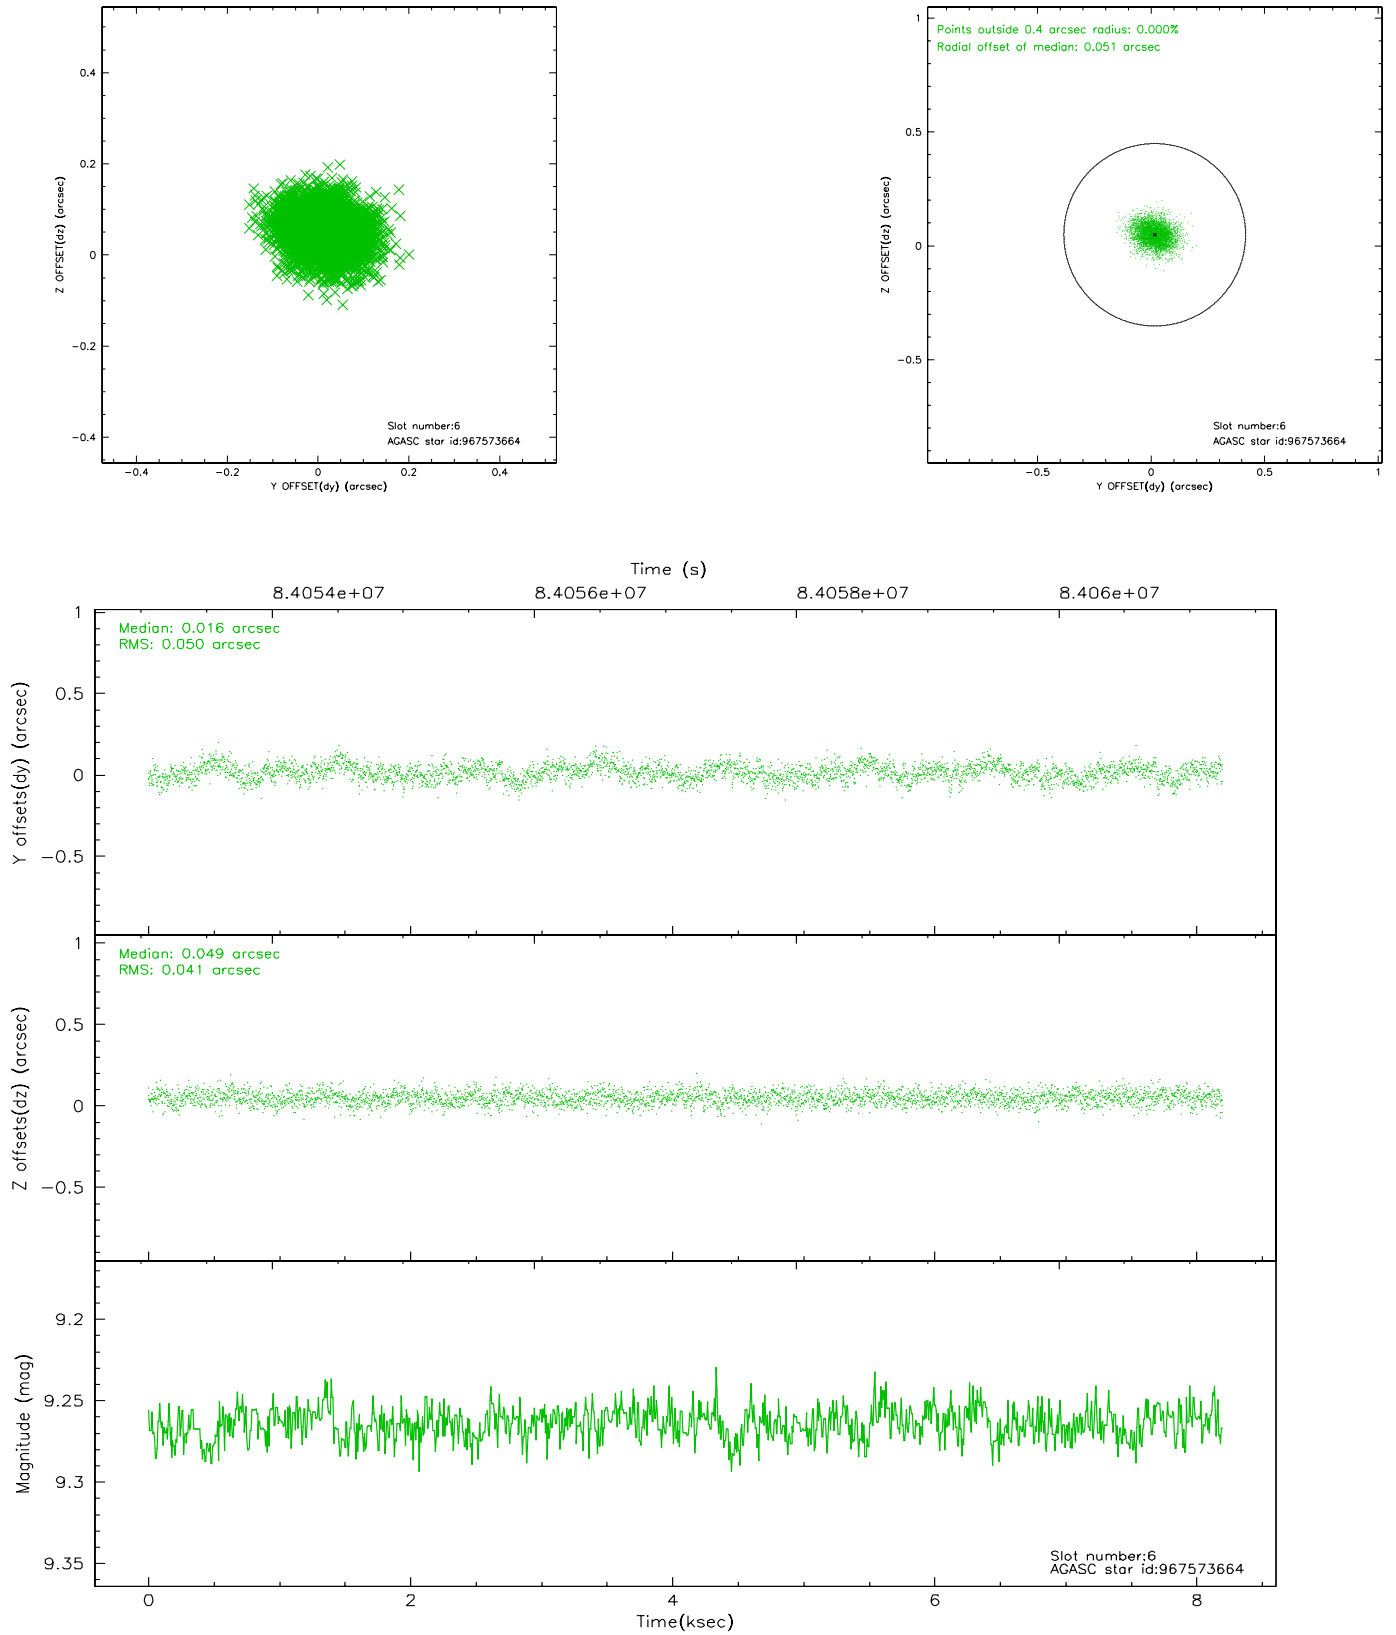 0.4
0.2
0
−0.2
−0.4
Z OFFSET(dz) (arcsec)
Slot number:6
AGASC star id:967573664
−0.4 −0.2 0 0.2 0.4
Y OFFSET(dy) (arcsec)
1
0.5
0
−0.5
Z OFFSET(dz) (arcsec)
Points outside 0.4 arcsec radius: 0.000%
Radial offset of median: 0.051 arcsec
Slot number:6
AGASC star id:967573664
−0.5 0 0.5 1
Y OFFSET(dy) (arcsec)
Time (s)
8.4054e+07 8.4056e+07 8.4058e+07 8.406e+07
1
0.5
0
−0.5
Y offsets(dy) (arcsec)
Median: 0.016 arcsec
RMS: 0.050 arcsec
1
0.5
0
−0.5
Z offsets(dz) (arcsec)
Median: 0.049 arcsec
RMS: 0.041 arcsec
9.2
9.25
9.3
9.35
Magnitude (mag)
Slot number:6
AGASC star id:967573664
0 2 4 6 8
Time(ksec)